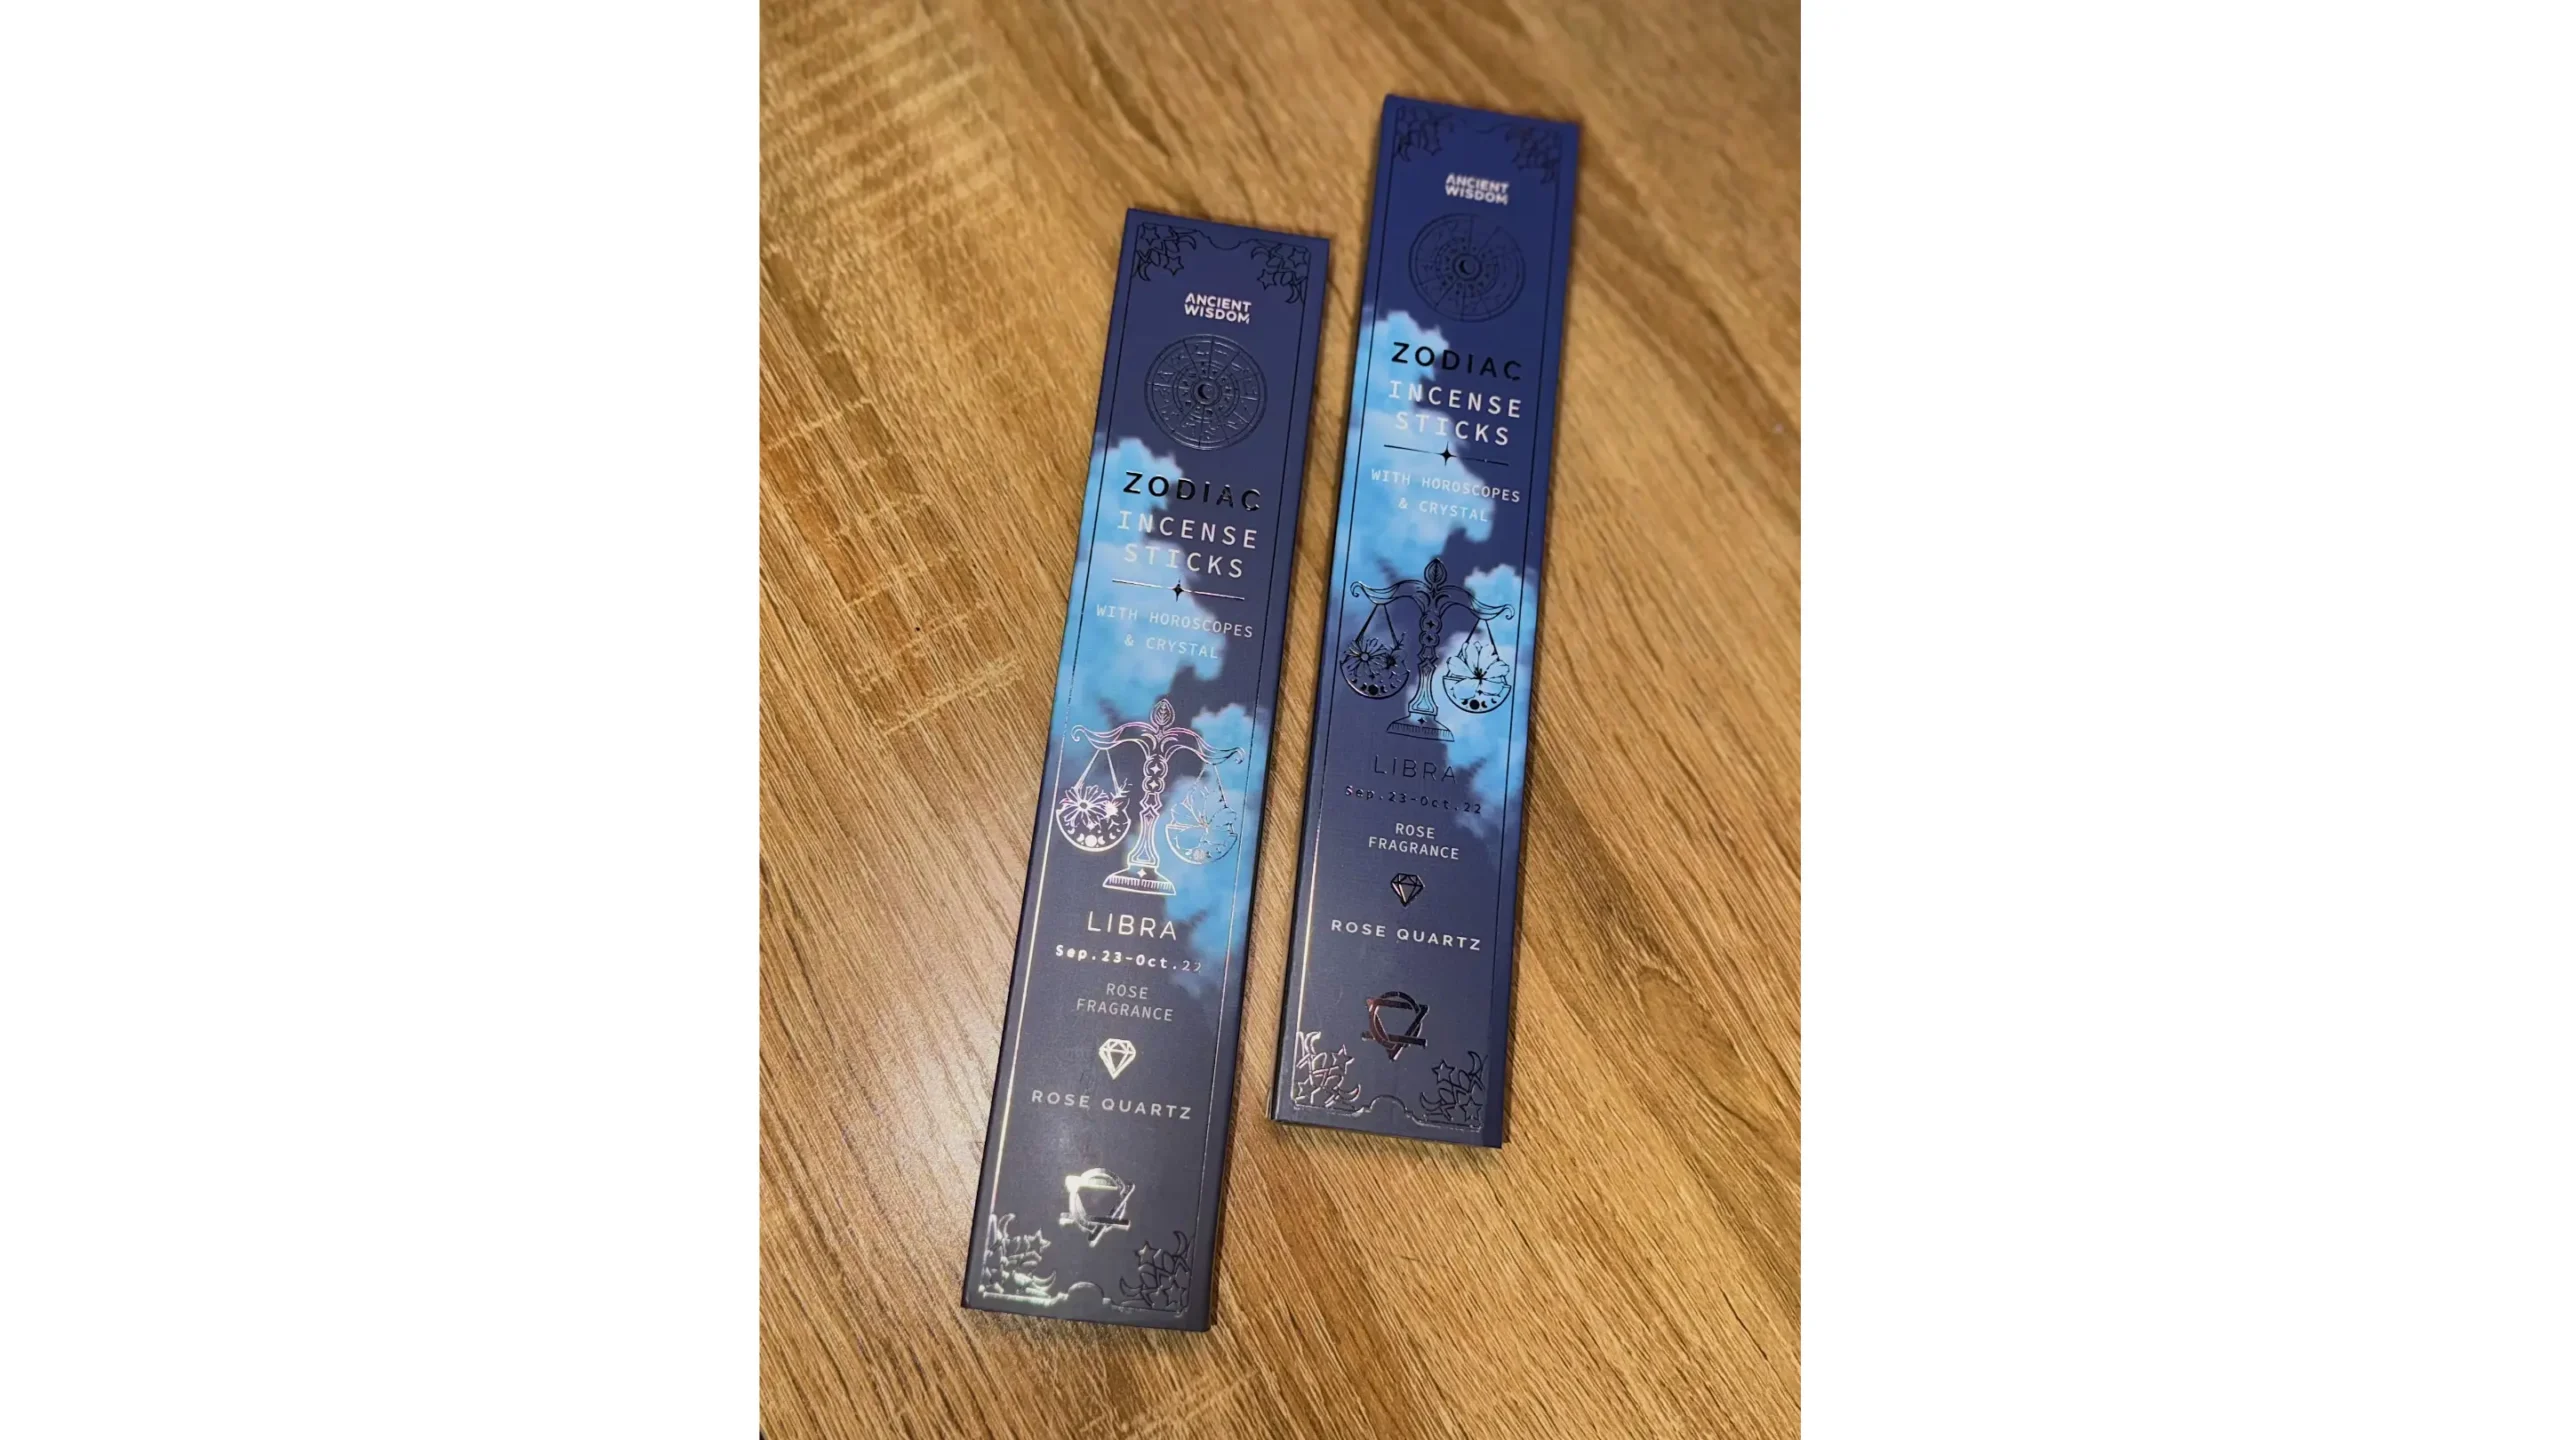 ANCIENT
WISDOM
ZODIAC
INCENSE
STICKS
WITH HOROSCOPES
& CRYSTAL
LIBRA
Sep.23-Oct.22
ROSE
FRAGRANCE
ROSE QUARTZ
ANCIENT
WISDOM
ZODIAC
INCENSE
STICKS
WITH HOROSCOPES
& CRYSTAL
LIBRA
Sep.23-Oct.22
ROSE
FRAGRANCE
ROSE QUARTZ